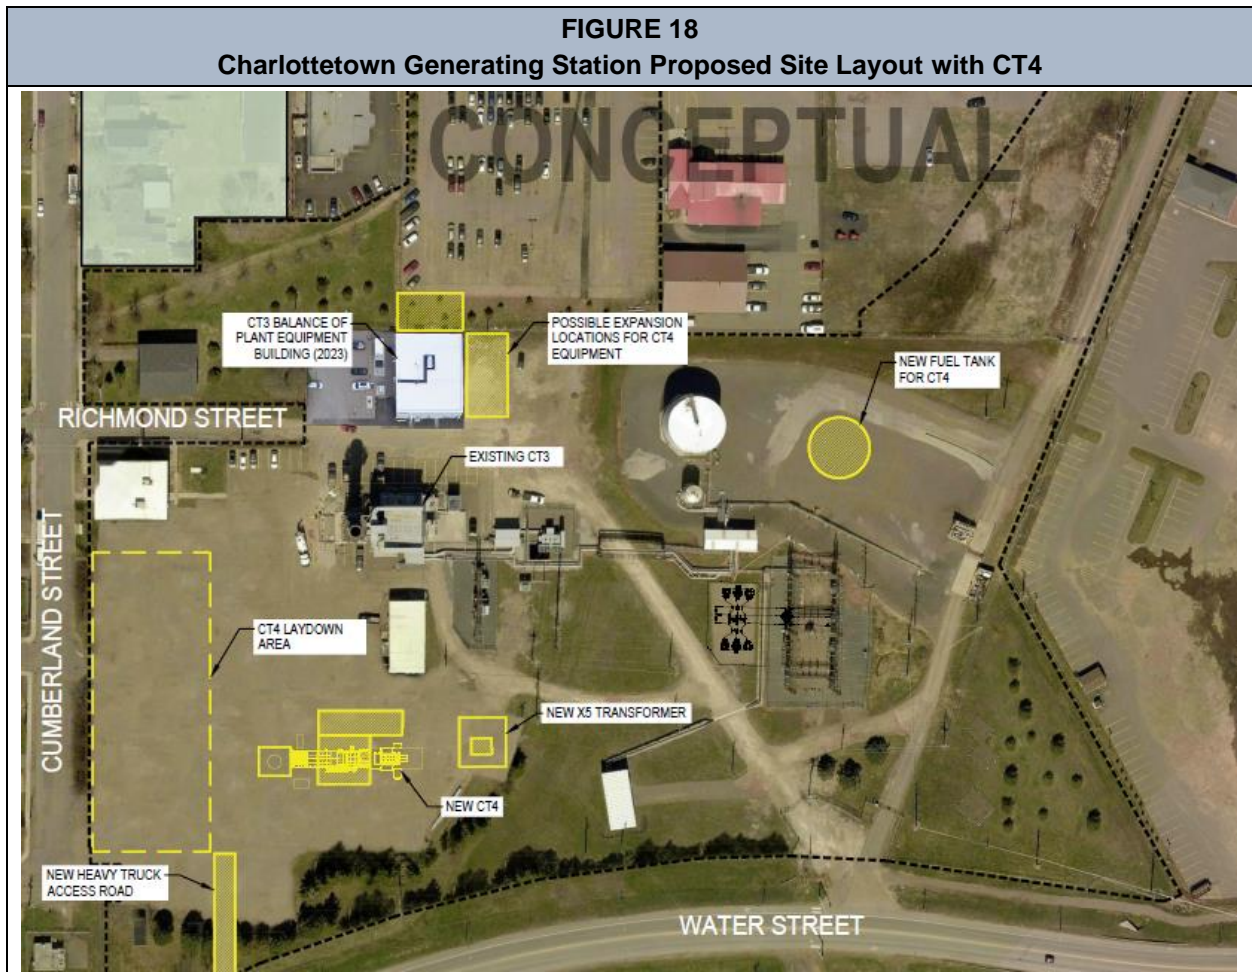 FIGURE 18
Charlottetown Generating Station Proposed Site Layout with CT4
CONCEPTUAL
CT3 BALANCE OF
PLANT EQUIPMENT
BUILDING (2023)
POSSIBLE EXPANSION
LOCATIONS FOR CT4
EQUIPMENT
NEW FUEL TANK
FOR CT4
RICHMOND STREET
EXISTING CT3
CUMBERLAND STREET
CT4 LAYDOWN
AREA
NEW X5 TRANSFORMER
NEW CT4
NEW HEAVY TRUCK
ACCESS ROAD
WATER STREET